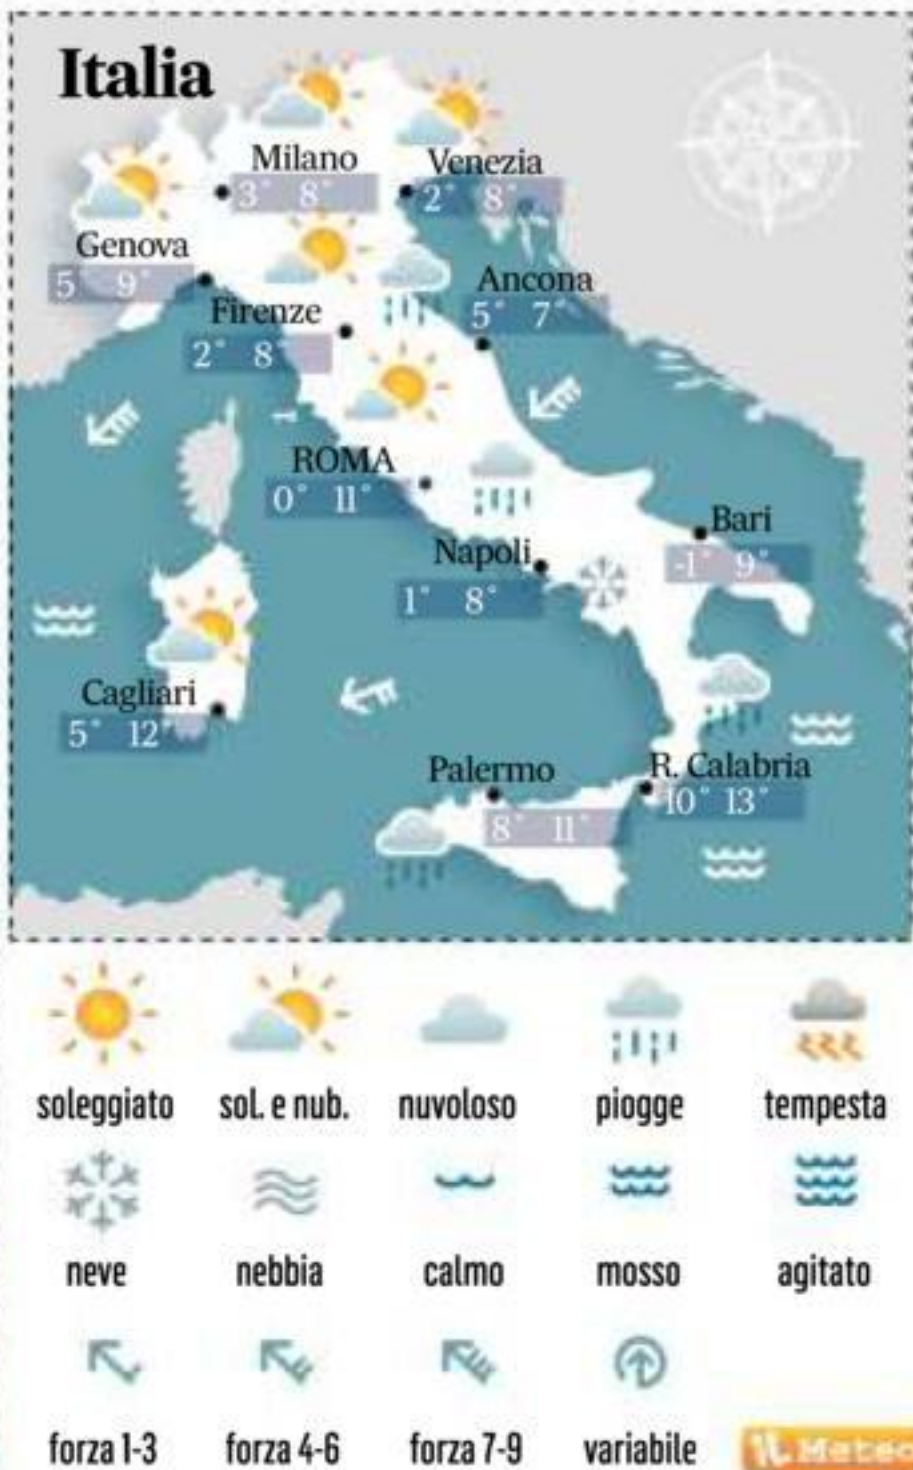 Italia
Milano
3° 8°
Venezia
2° 8°
Genova
5° 9°
Ancona
5° 7°
Firenze
2° 8°
ROMA
0° 11°
Bari
-1° 9°
Napoli
1° 8°
Cagliari
5° 12°
Palermo
8° 11°
R. Calabria
10° 13°
soleggiato sol. e nub. nuvoloso piogge tempesta
neve nebbia calmo mosso agitato
forza 1-3 forza 4-6 forza 7-9 variabile
iL Meteo